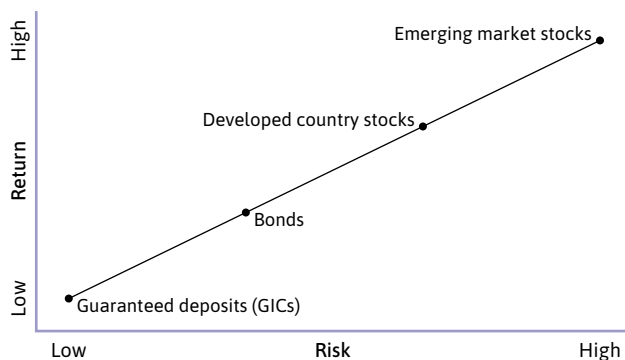 High
Emerging market stocks
Developed country stocks
Return
Bonds
Low
Guaranteed deposits (GICs)
Low
Risk
High